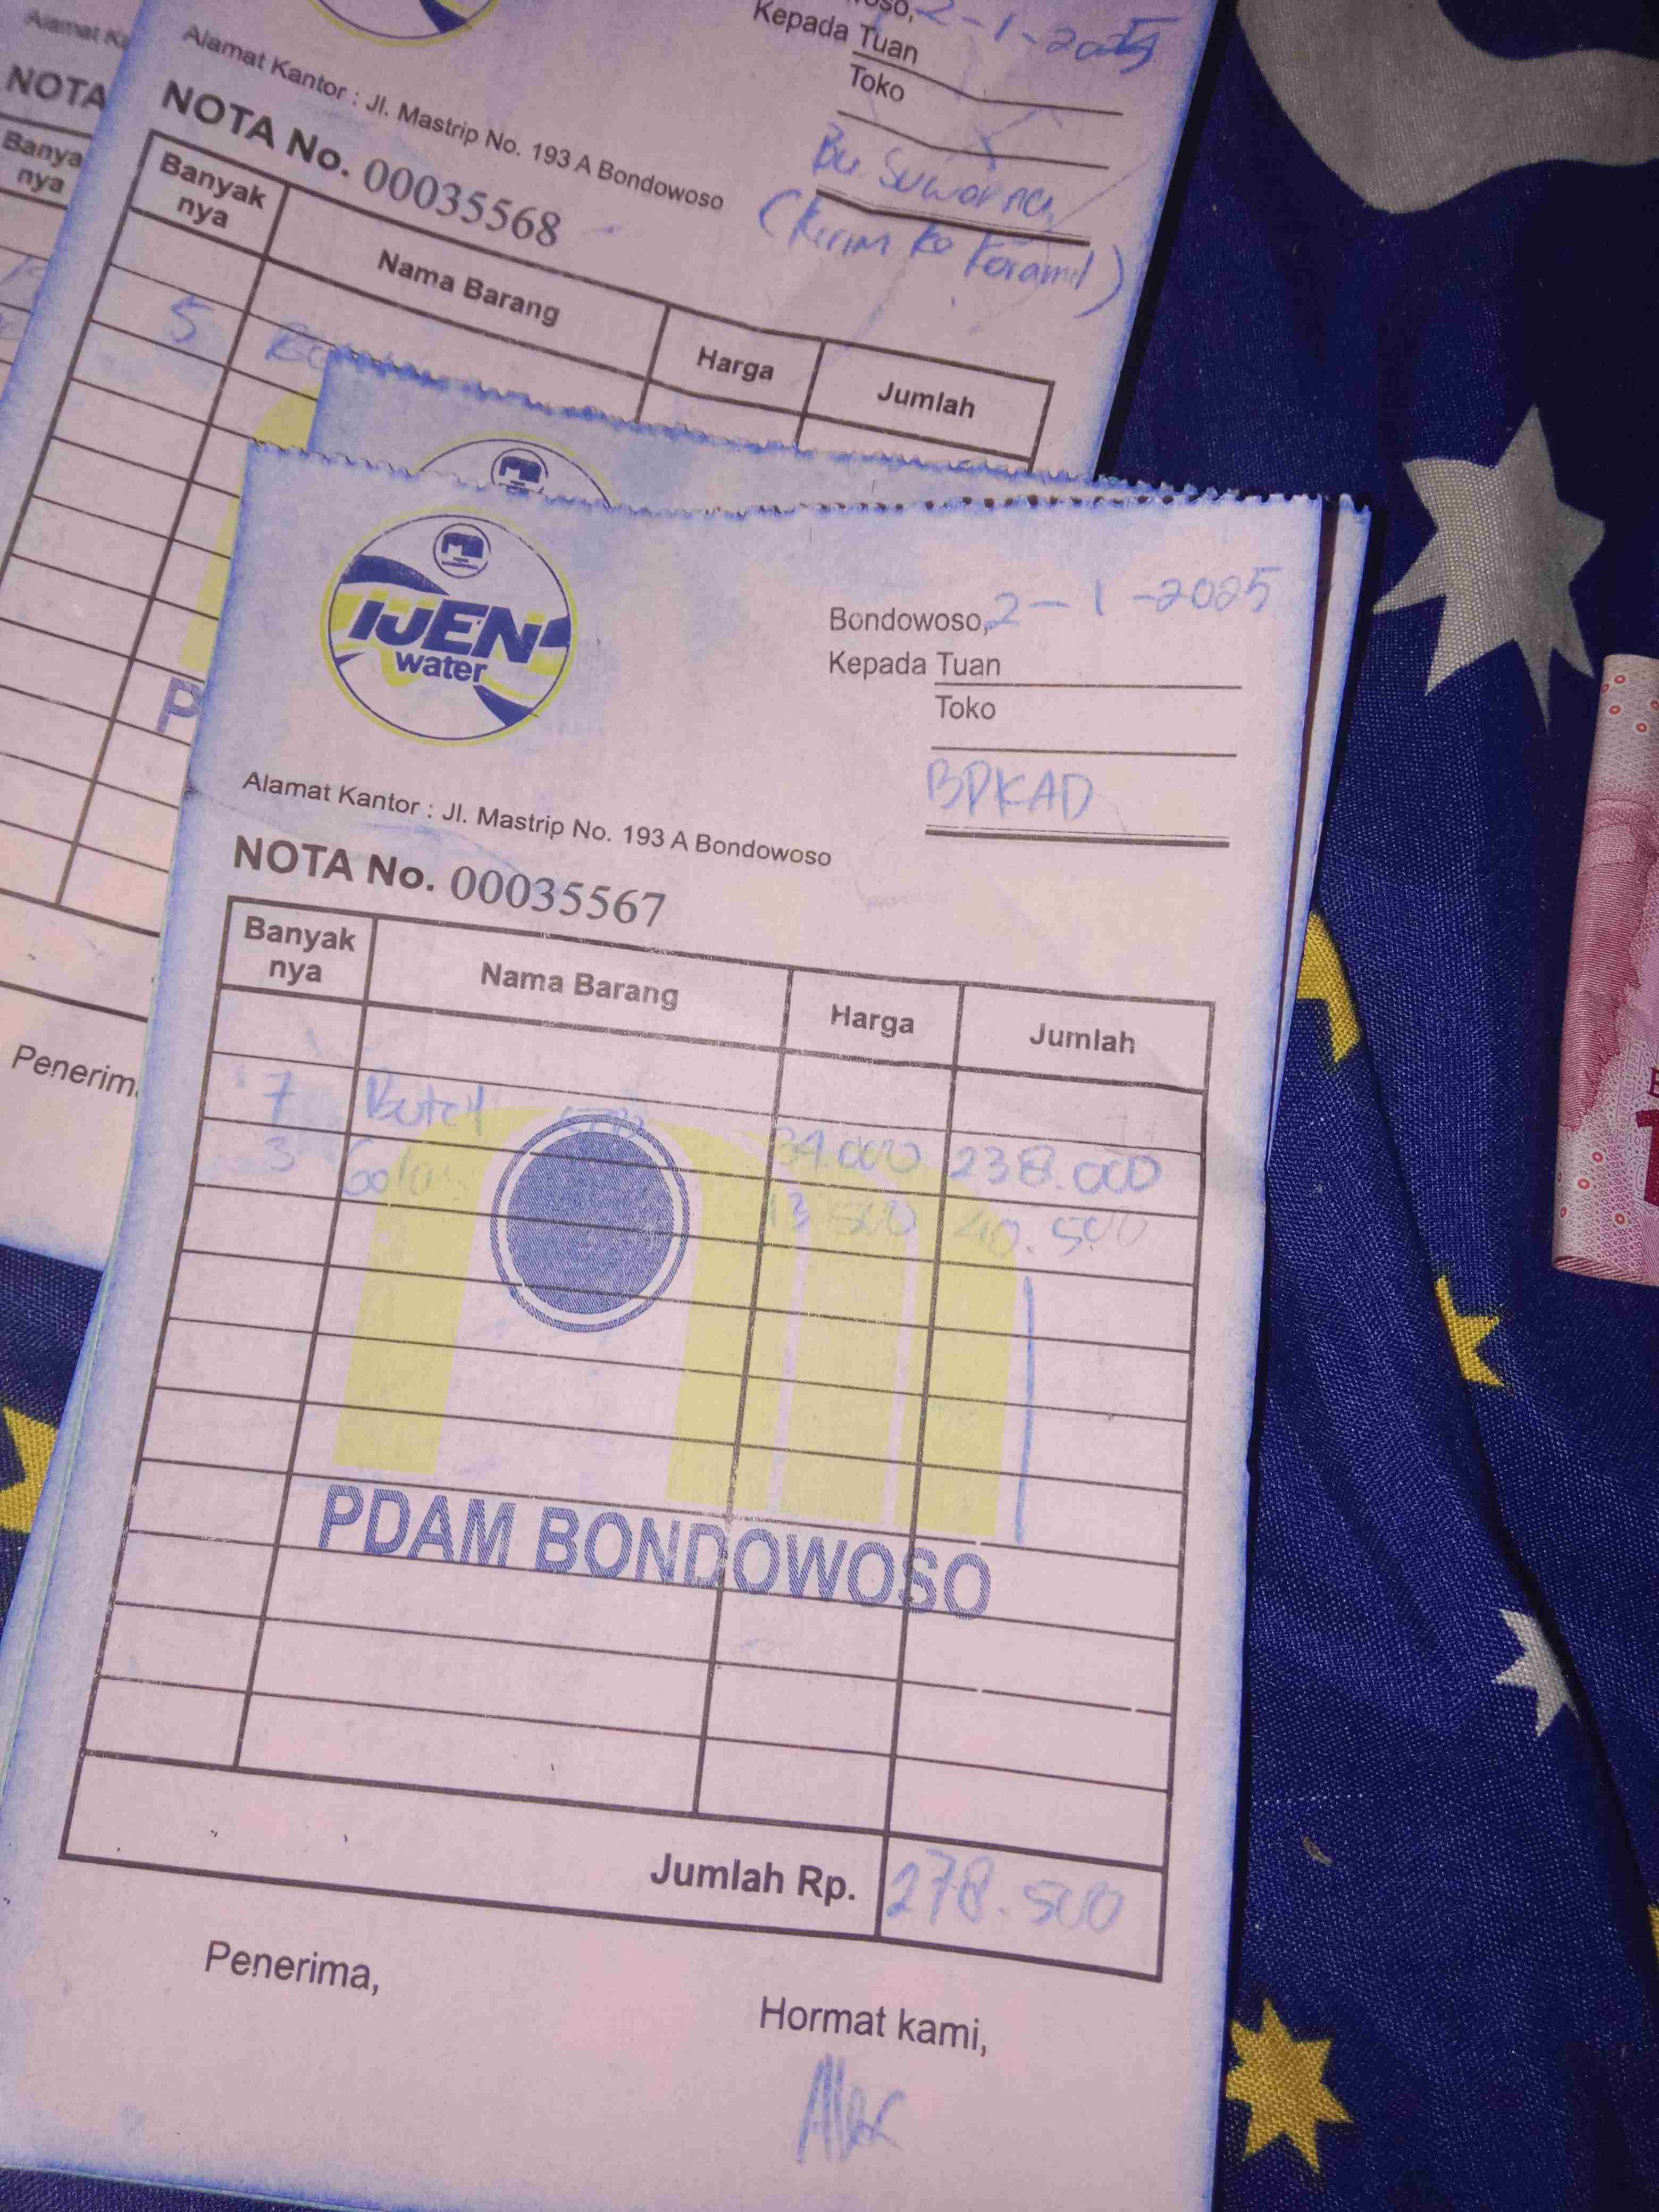 Alamat Ka
NOTA
Banya
nya
Penerim
2-1-2025
Kepada Tuan
Toko
Bu Suwarna
(Kirim ke Koramil)
Alamat Kantor : Jl. Mastrip No. 193 A Bondowoso
NOTA No. 00035568
Banyak nya Nama Barang Harga Jumlah
5
P
IJEN
water
Bondowoso, 2-1-2025
Kepada Tuan
Toko
BPKAD
Alamat Kantor : Jl. Mastrip No. 193 A Bondowoso
NOTA No. 00035567
Banyak nya Nama Barang Harga Jumlah
7 Botol 34.000 238.000
3 Gelas 13.500 40.500
PDAM BONDOWOSO
Jumlah Rp. 278.500
Penerima,
Hormat kami,
Alex